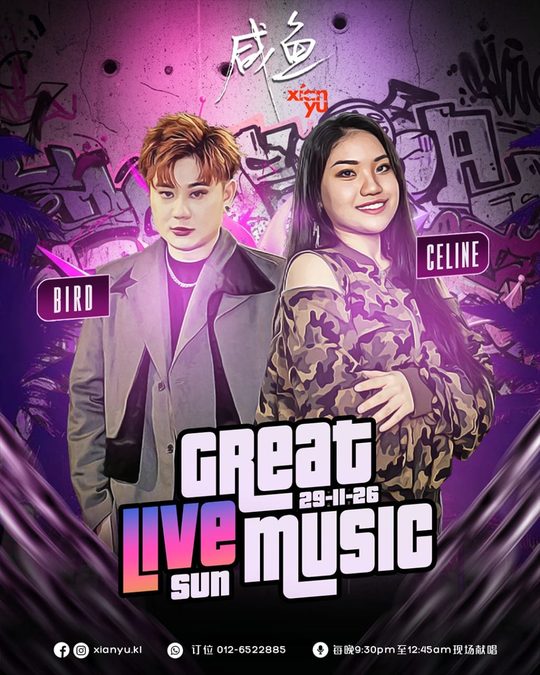 咸鱼
xian
yu
BIRD
CELINE
GREAT
29-11-26
LIVE MUSIC
SUN
xianyu.kl
订位 012-6522885
每晚9:30pm至12:45am现场献唱